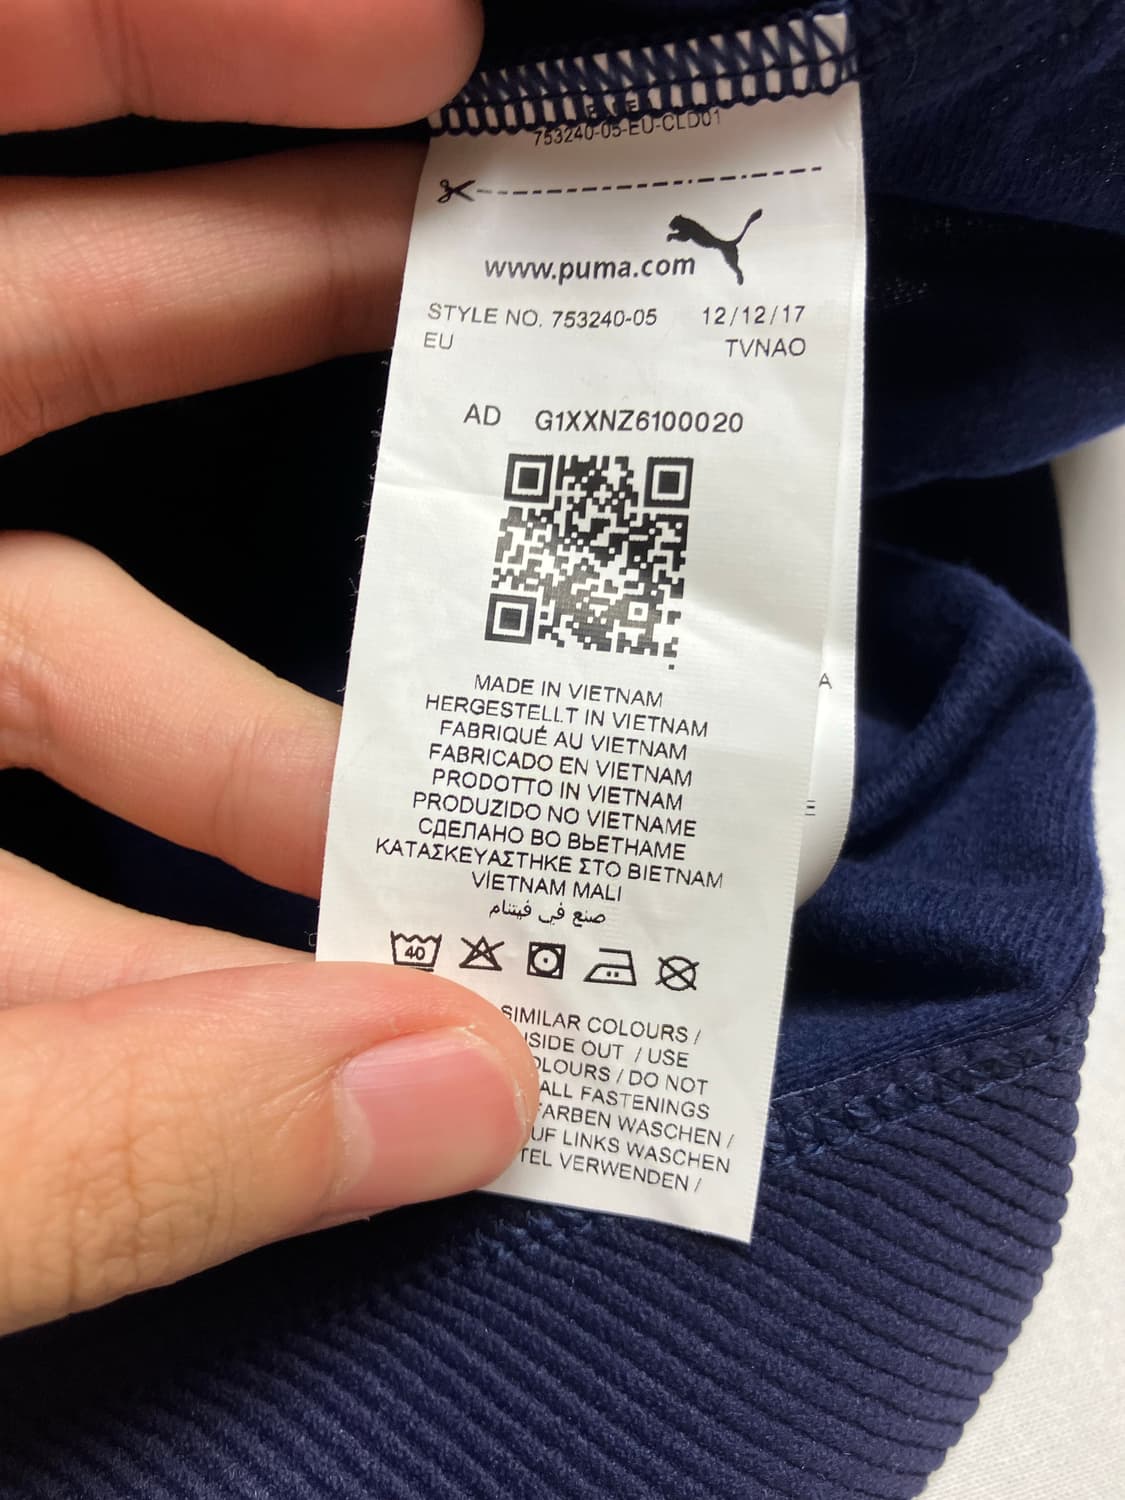 753240-05-EU-CLD01
www.puma.com
STYLE NO. 753240-05 12/12/17
EU TVNAO
AD G1XXNZ6100020
MADE IN VIETNAM
HERGESTELLT IN VIETNAM
FABRIQUÉ AU VIETNAM
FABRICADO EN VIETNAM
PRODOTTO IN VIETNAM
PRODUZIDO NO VIETNAME
СДЕЛАНО ВО ВЬЕТНАМЕ
ΚΑΤΑΣΚΕΥΑΣΤΗΚΕ ΣΤΟ ΒΙΕΤΝΑΜ
VİETNAM MALI
صنع في فيتنام
40
SIMILAR COLOURS /
OUT / USE
/ DO NOT
ALL FASTENINGS
FARBEN WASCHEN /
LINKS WASCHEN
VERWENDEN /
A
E